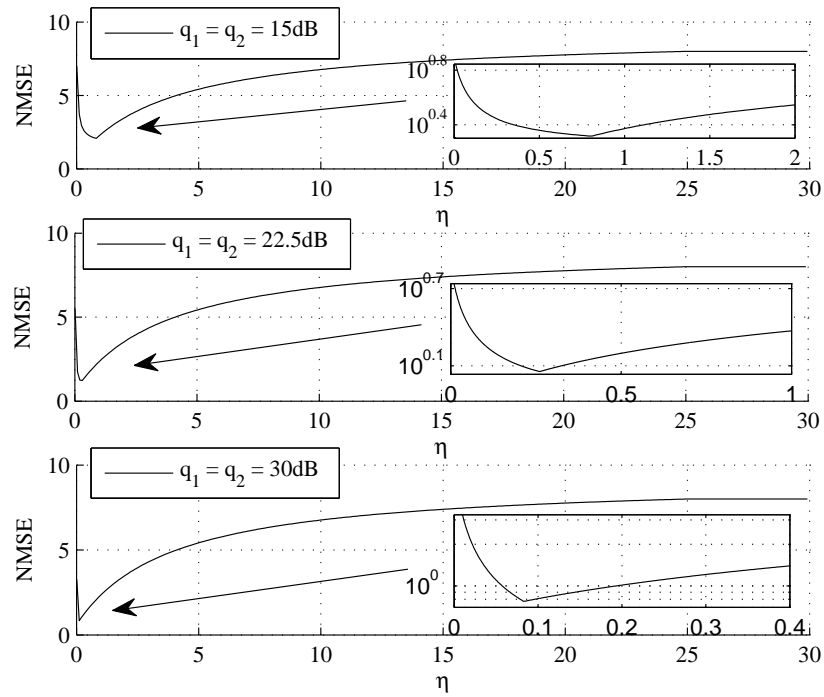 10
q₁ = q₂ = 15dB
NMSE
5
0
10^0.8
10^0.4
0 0.5 1 1.5 2
0 5 10 15 20 25 30
η
10
q₁ = q₂ = 22.5dB
NMSE
5
0
10^0.7
10^0.1
0 0.5 1
0 5 10 15 20 25 30
η
10
q₁ = q₂ = 30dB
NMSE
5
0
10^0
0 0.1 0.2 0.3 0.4
0 5 10 15 20 25 30
η